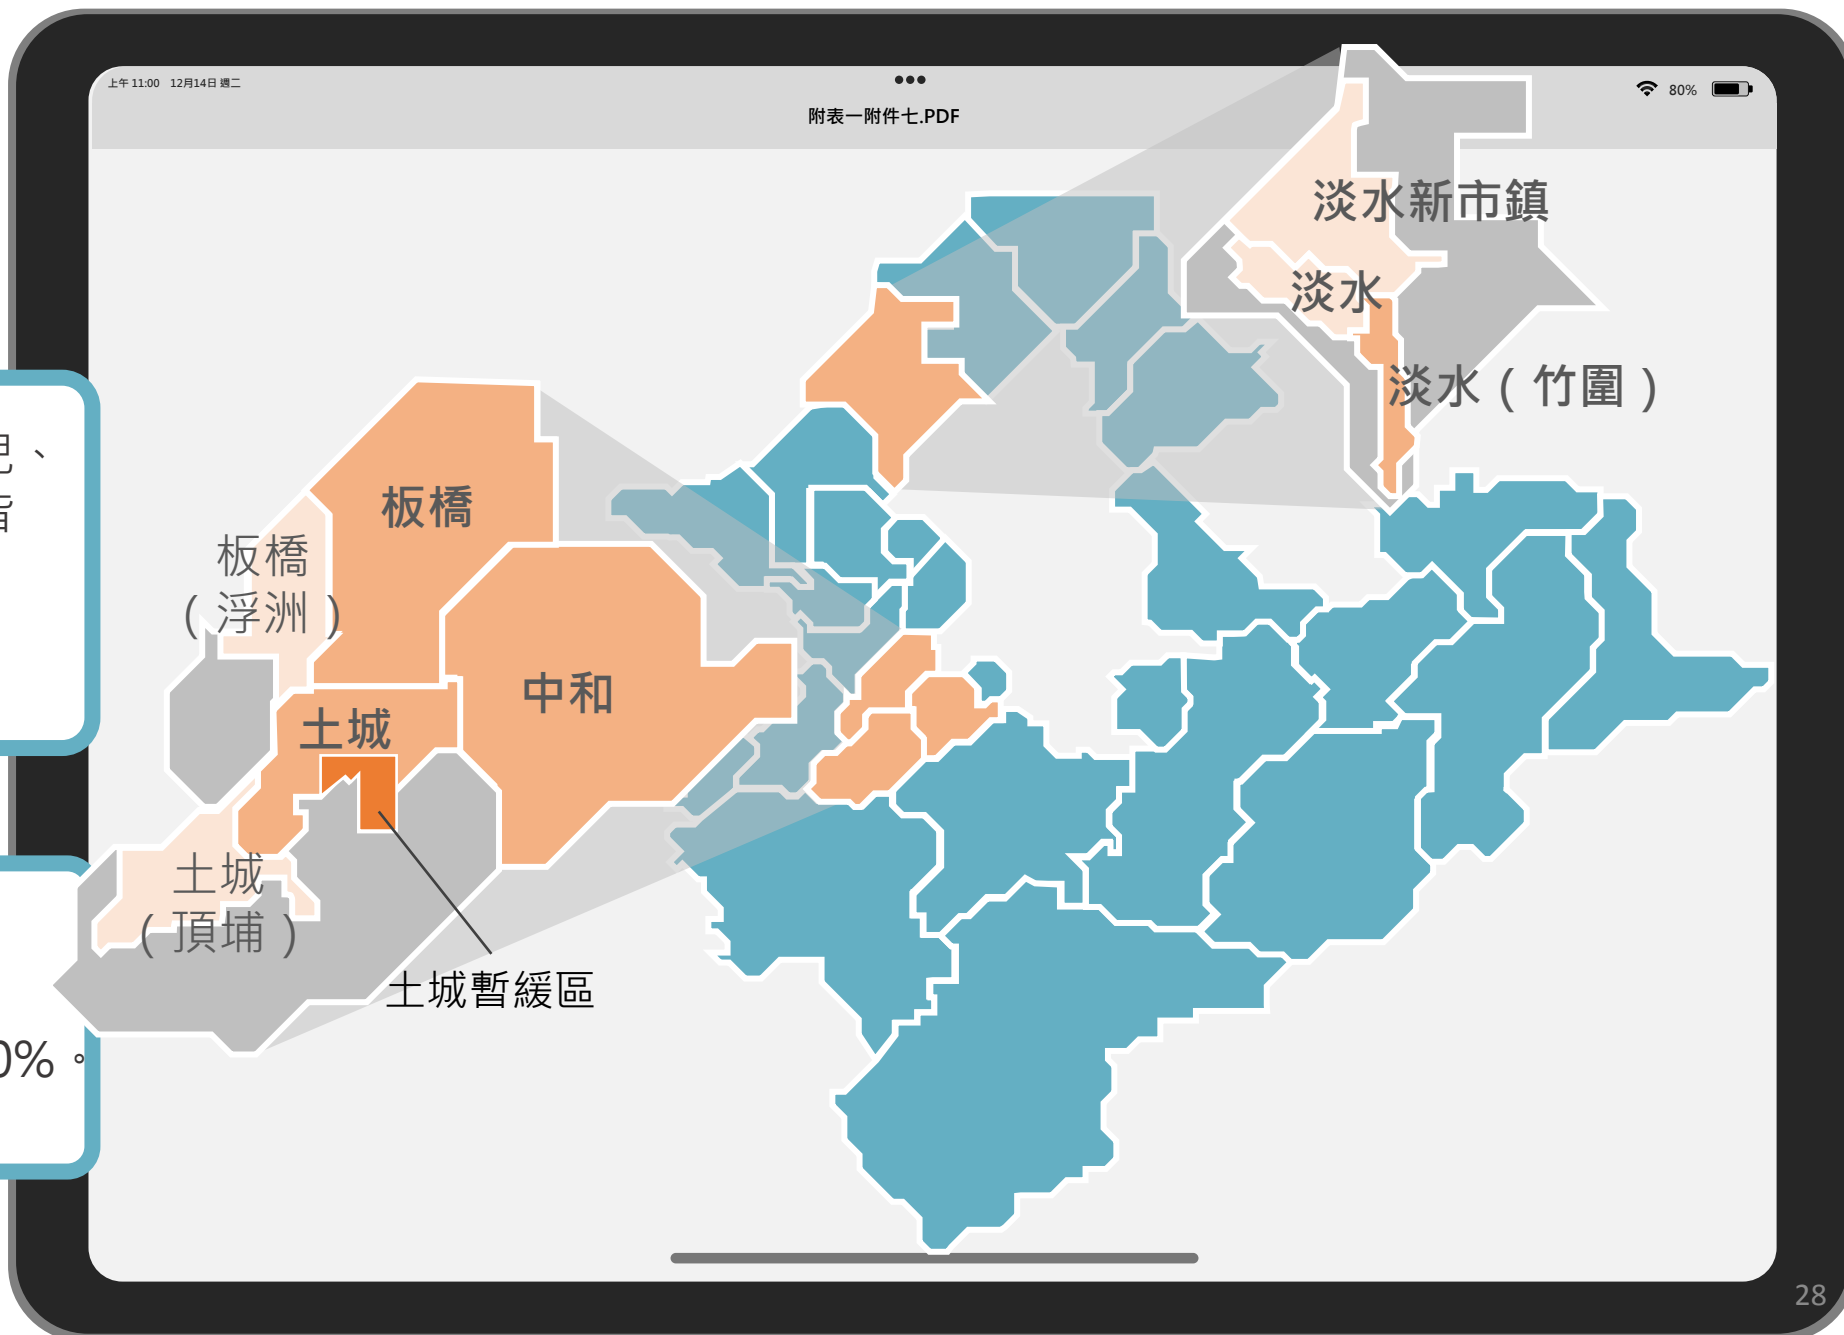 上午 11:00 12月14日 週二
80%
附表一附件七.PDF
淡水新市鎮
淡水
淡水（竹圍）
板橋
板橋
（浮洲）
中和
土城
土城
（頂埔）
土城暫緩區
、
0%。
28